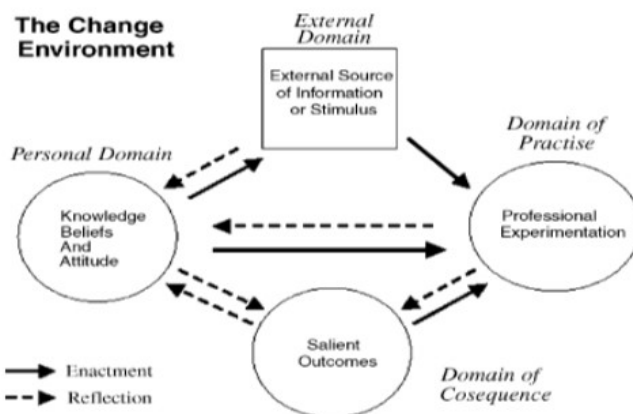 The Change
Environment
External
Domain
External Source
of Information
or Stimulus
Domain of
Practise
Personal Domain
Knowledge
Beliefs
And
Attitude
Professional
Experimentation
Salient
Outcomes
Enactment
Reflection
Domain of
Cosequence